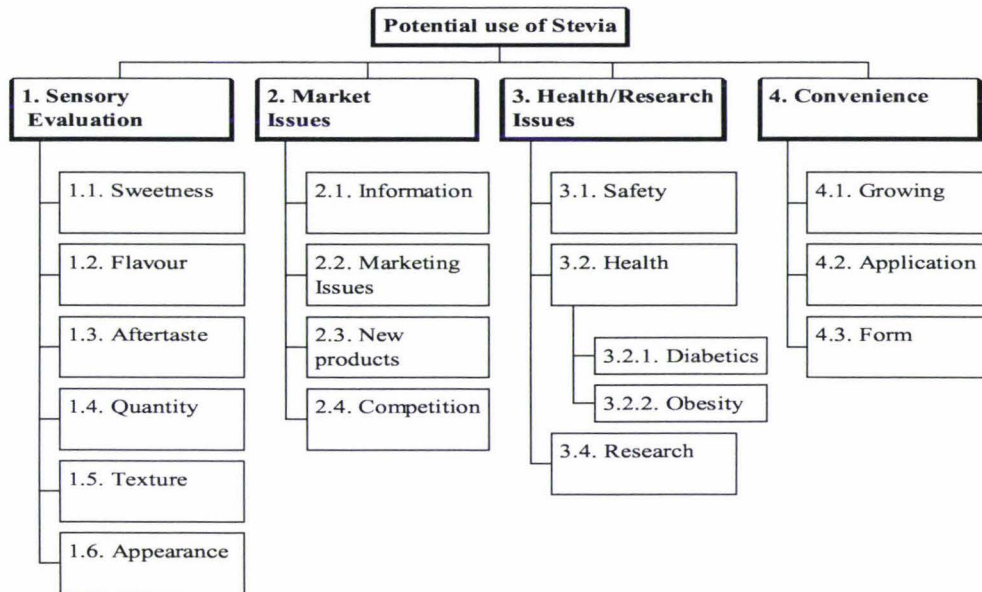 Potential use of Stevia
1. Sensory
Evaluation
1.1. Sweetness
1.2. Flavour
1.3. Aftertaste
1.4. Quantity
1.5. Texture
1.6. Appearance
2. Market
Issues
2.1. Information
2.2. Marketing
Issues
2.3. New
products
2.4. Competition
3. Health/Research
Issues
3.1. Safety
3.2. Health
3.2.1. Diabetics
3.2.2. Obesity
3.4. Research
4. Convenience
4.1. Growing
4.2. Application
4.3. Form